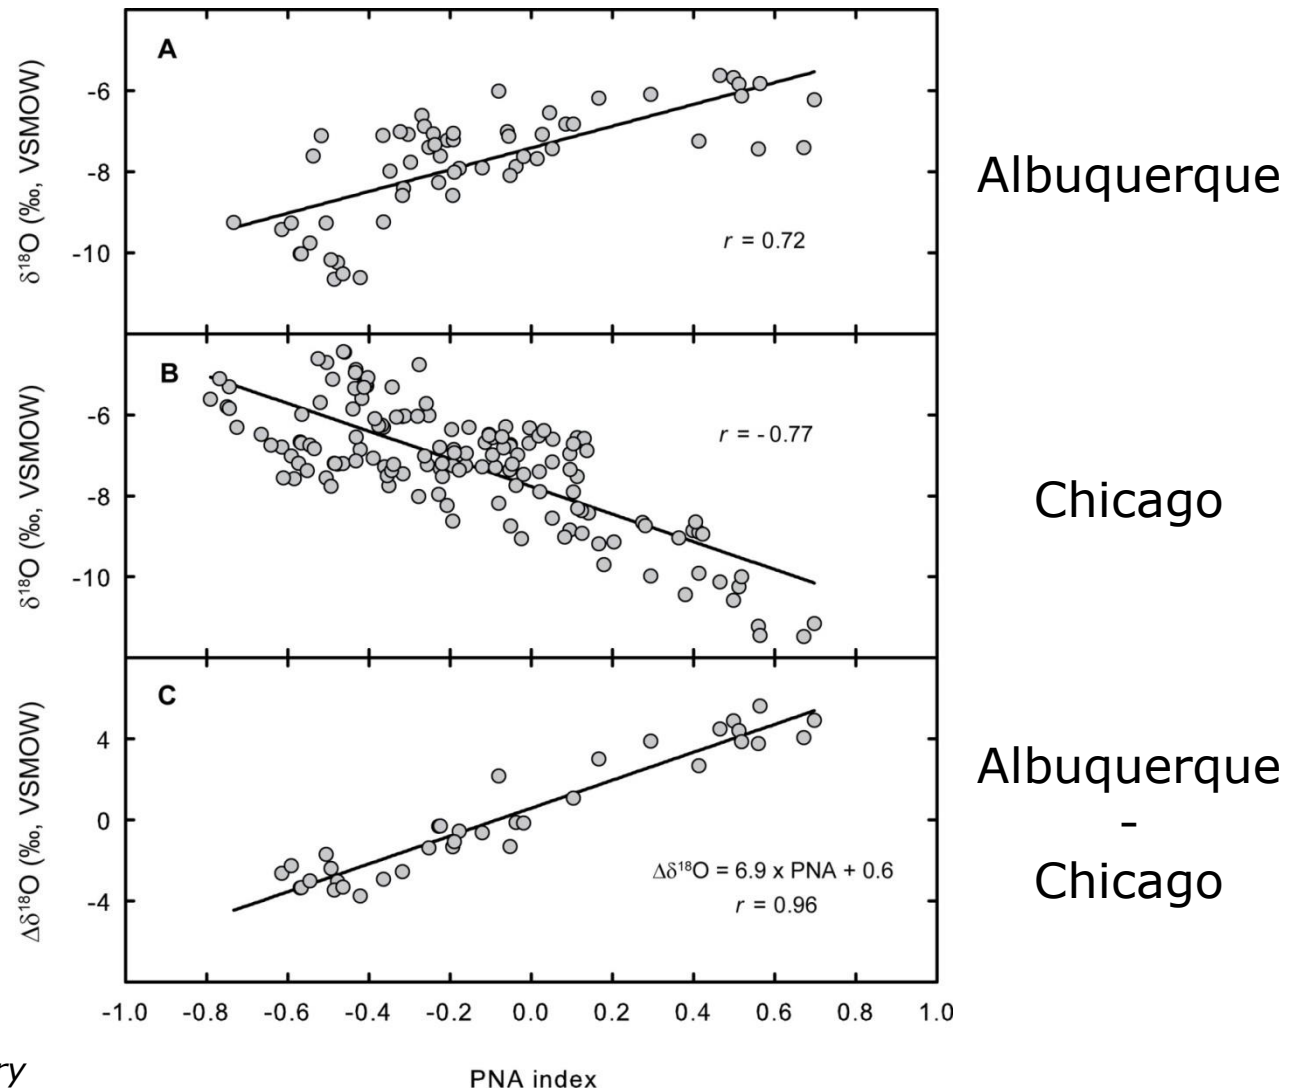 A
δ¹⁸O (‰, VSMOW)
-6
-8
-10
r = 0.72
Albuquerque
B
δ¹⁸O (‰, VSMOW)
-6
-8
-10
r = -0.77
Chicago
C
Δδ¹⁸O (‰, VSMOW)
4
0
-4
Δδ¹⁸O = 6.9 x PNA + 0.6
r = 0.96
Albuquerque
-
Chicago
-1.0 -0.8 -0.6 -0.4 -0.2 0.0 0.2 0.4 0.6 0.8 1.0
PNA index